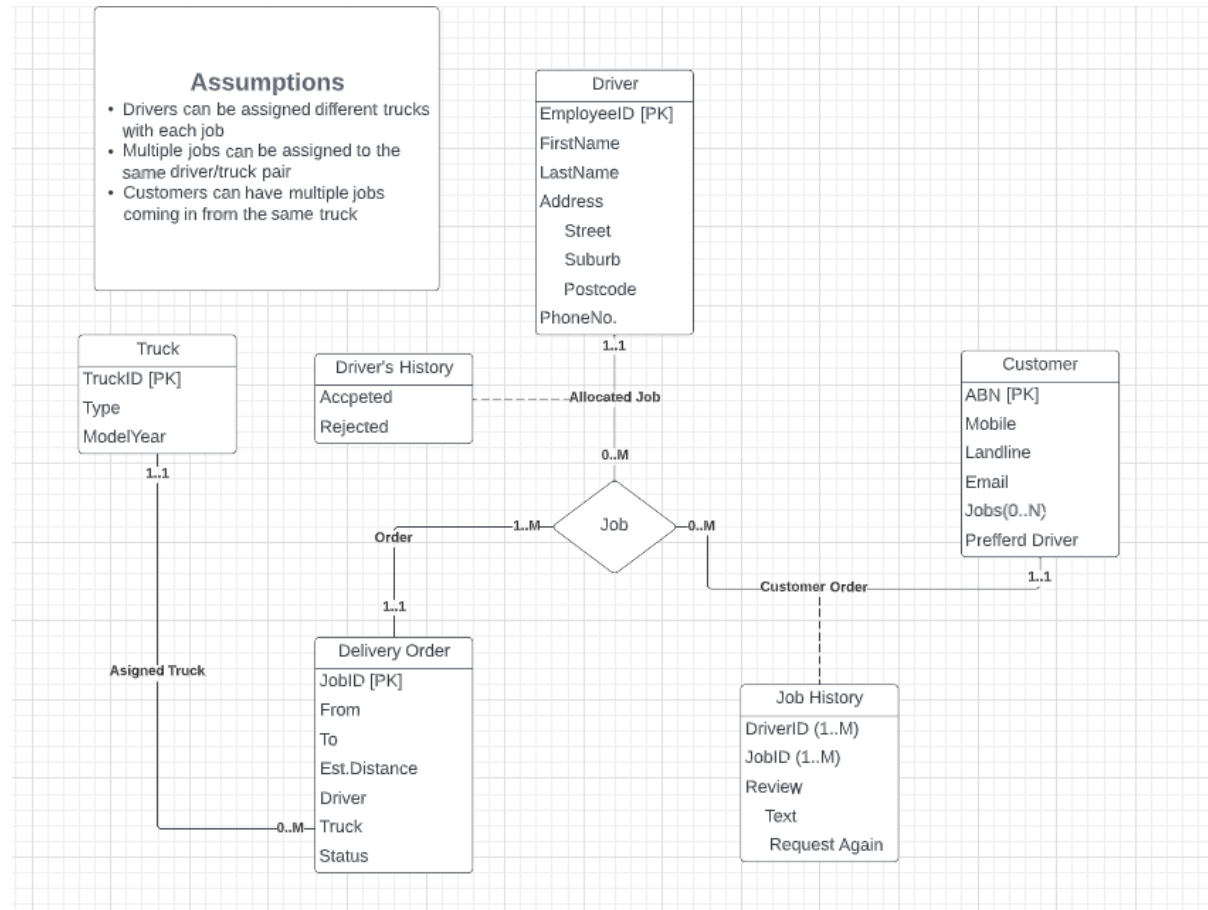 Assumptions
• Drivers can be assigned different trucks
with each job
• Multiple jobs can be assigned to the
same driver/truck pair
• Customers can have multiple jobs
coming in from the same truck
Driver
EmployeeID [PK]
FirstName
LastName
Address
Street
Suburb
Postcode
PhoneNo.
1..1
Allocated Job
0..M
Truck
TruckID [PK]
Type
ModelYear
1..1
Asigned Truck
0..M
Driver's History
Accpeted
Rejected
Customer
ABN [PK]
Mobile
Landline
Email
Jobs(0..N)
Prefferd Driver
1..1
Customer Order
0..M
Job
1..M
Order
1..1
Delivery Order
JobID [PK]
From
To
Est.Distance
Driver
Truck
Status
Job History
DriverID (1..M)
JobID (1..M)
Review
Text
Request Again